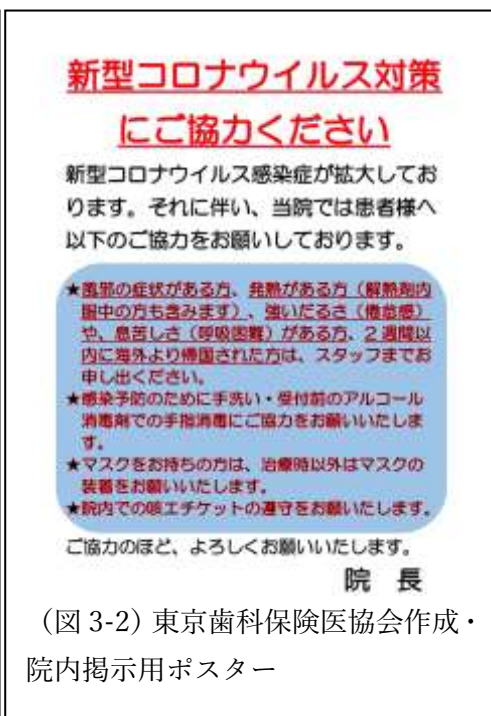 新型コロナウイルス対策
にご協力ください
新型コロナウイルス感染症が拡大してお
ります。それに伴い、当院では患者様へ
以下のご協力をお願いしております。
★風邪の症状がある方、発熱がある方（解熱剤内
服中の方も含みます）、強いだるさ（倦怠感）
や、息苦しさ（呼吸困難）がある方、２週間以
内に海外より帰国された方は、スタッフまでお
申し出ください。
★感染予防のために手洗い・受付前のアルコール
消毒剤での手指消毒にご協力をお願いいたしま
す。
★マスクをお持ちの方は、治療時以外はマスクの
装着をお願いいたします。
★院内での咳エチケットの遵守をお願いします。
ご協力のほど、よろしくお願いいたします。
院　長
（図 3-2）東京歯科保険医協会作成・
院内掲示用ポスター